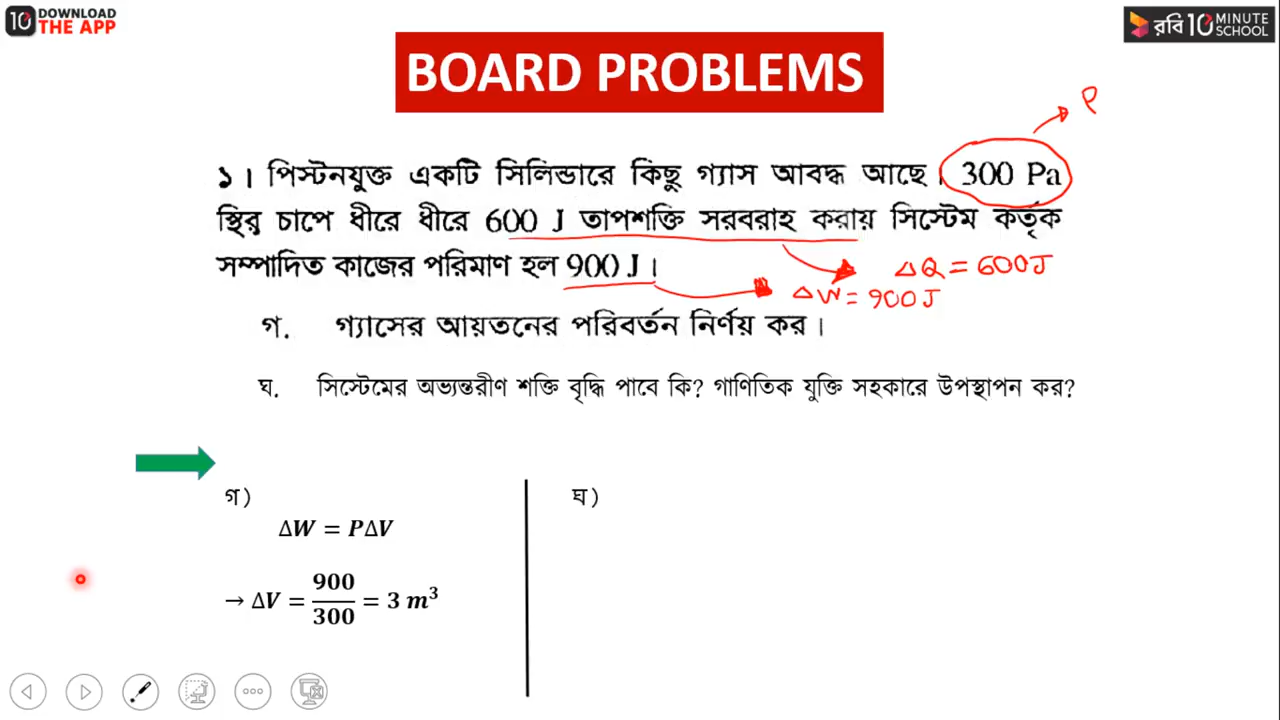 10 DOWNLOAD THE APP
রবি 10 MINUTE SCHOOL
BOARD PROBLEMS
P
১। পিস্টনযুক্ত একটি সিলিন্ডারে কিছু গ্যাস আবদ্ধ আছে। 300 Pa
স্থির চাপে ধীরে ধীরে 600 J তাপশক্তি সরবরাহ করায় সিস্টেম কর্তৃক
সম্পাদিত কাজের পরিমাণ হল 900 J।
ΔQ = 600J
ΔW = 900J
গ. গ্যাসের আয়তনের পরিবর্তন নির্ণয় কর।
ঘ. সিস্টেমের অভ্যন্তরীণ শক্তি বৃদ্ধি পাবে কি? গাণিতিক যুক্তি সহকারে উপস্থাপন কর?
গ)
ΔW = PΔV
→ ΔV = 900/300 = 3 m³
ঘ)